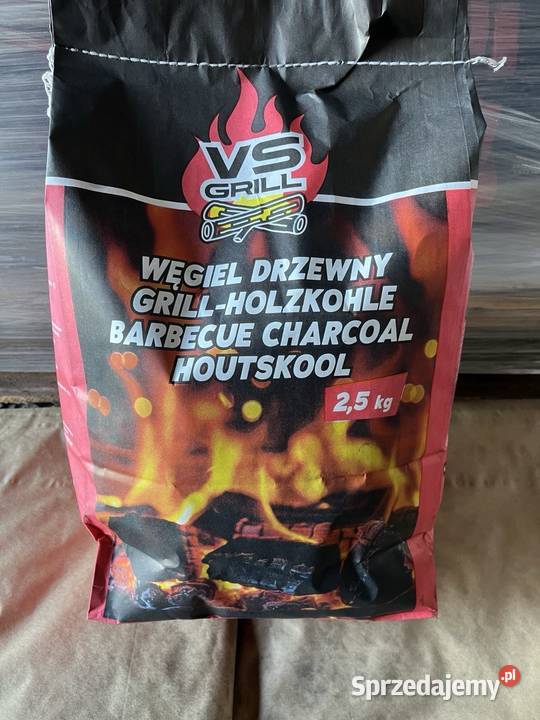 VS
GRILL
WĘGIEL DRZEWNY
GRILL-HOLZKOHLE
BARBECUE CHARCOAL
HOUTSKOOL
2,5 kg
Sprzedajemy.pl